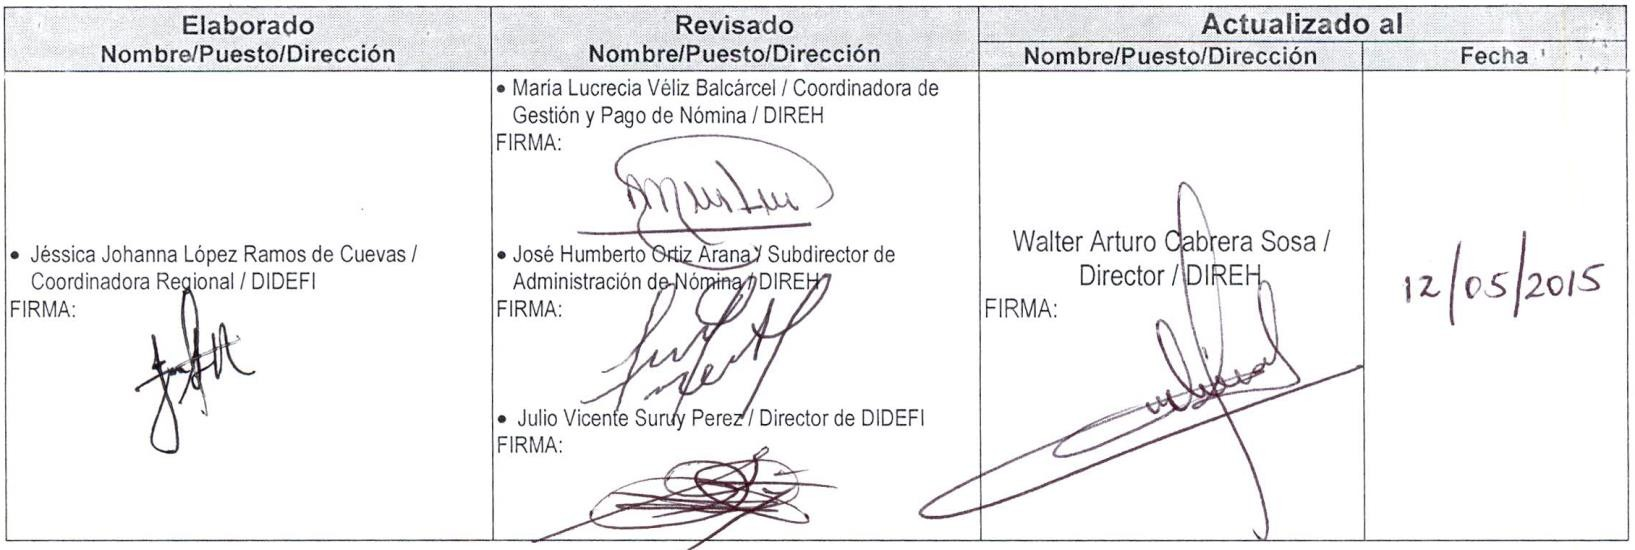 Elaborado
Nombre/Puesto/Dirección
Revisado
Nombre/Puesto/Dirección
Actualizado al
Nombre/Puesto/Dirección
Fecha
• Jéssica Johanna López Ramos de Cuevas /
Coordinadora Regional / DIDEFI
FIRMA:
• María Lucrecia Véliz Balcárcel / Coordinadora de
Gestión y Pago de Nómina / DIREH
FIRMA:
• José Humberto Ortiz Arana / Subdirector de
Administración de Nómina / DIREH
FIRMA:
• Julio Vicente Suruy Perez / Director de DIDEFI
FIRMA:
Walter Arturo Cabrera Sosa /
Director / DIREH
FIRMA:
12/05/2015